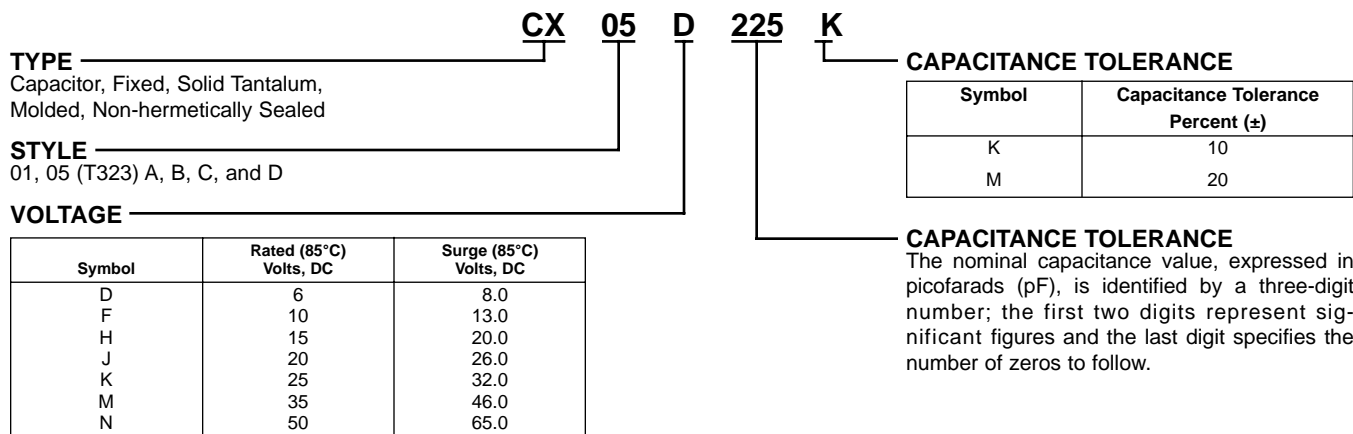 CX 05 D 225 K
TYPE
Capacitor, Fixed, Solid Tantalum,
Molded, Non-hermetically Sealed
STYLE
01, 05 (T323) A, B, C, and D
VOLTAGE
Symbol Rated (85°C) Volts, DC Surge (85°C) Volts, DC
D 6 8.0
F 10 13.0
H 15 20.0
J 20 26.0
K 25 32.0
M 35 46.0
N 50 65.0
CAPACITANCE TOLERANCE
Symbol Capacitance Tolerance
Percent (±)
K 10
M 20
CAPACITANCE TOLERANCE
The nominal capacitance value, expressed in
picofarads (pF), is identified by a three-digit
number; the first two digits represent sig-
nificant figures and the last digit specifies the
number of zeros to follow.